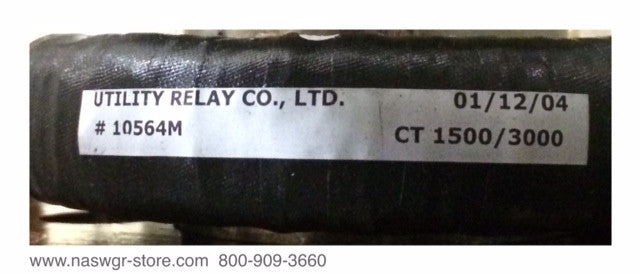 UTILITY RELAY CO., LTD. 01/12/04
# 10564M CT 1500/3000
www.naswgr-store.com 800-909-3660